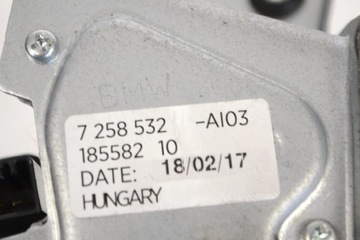 BMW
7 258 532 -AI03
185582 10
DATE: 18/02/17
HUNGARY